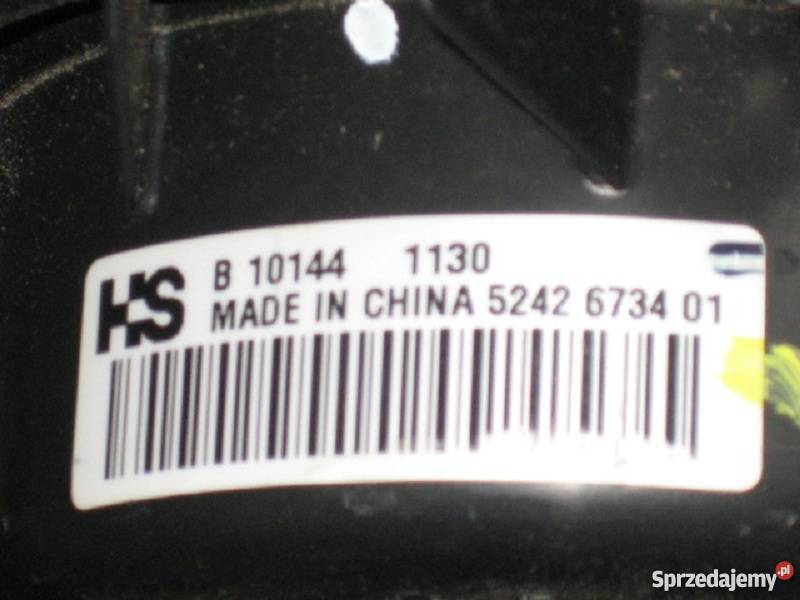 HS
B 10144 1130
MADE IN CHINA 5242 6734 01
Sprzedajemy.pl